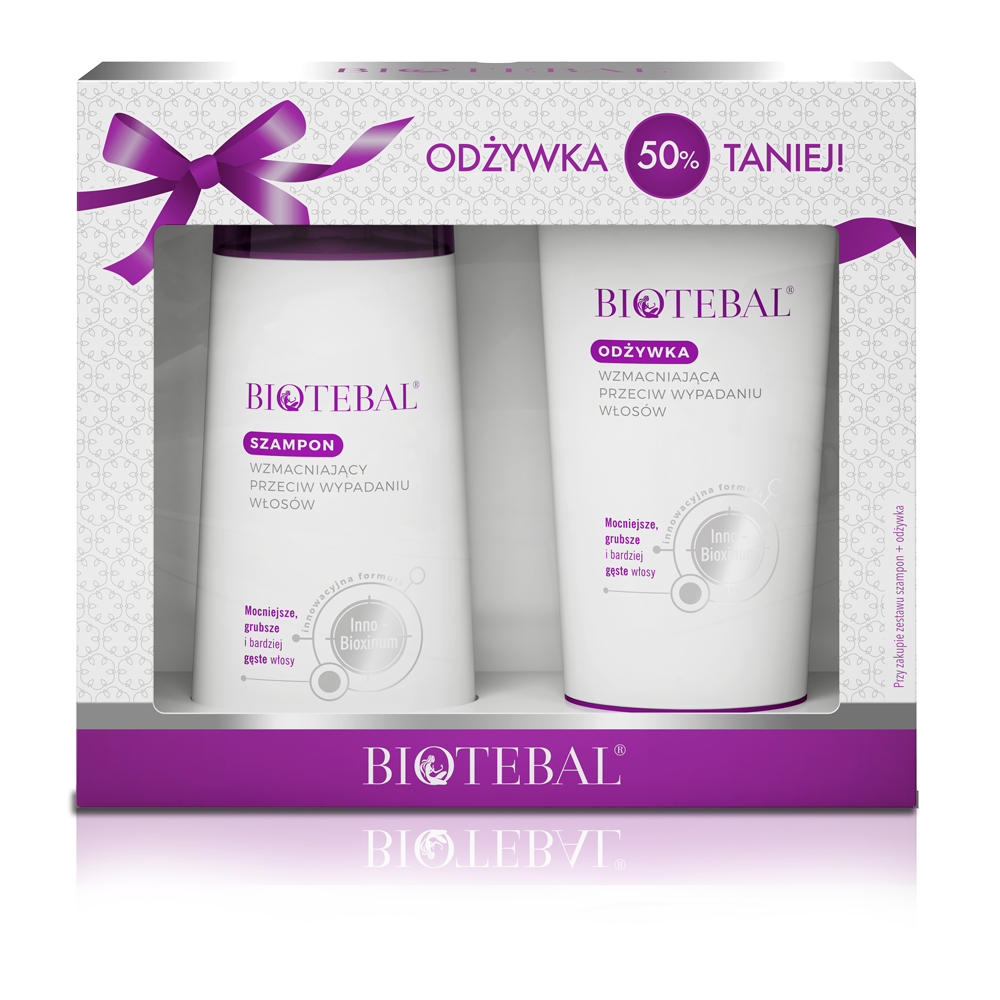 BIOTEBAL
ODŻYWKA 50% TANIEJ!
BIOTEBAL®
SZAMPON
WZMACNIAJĄCY
PRZECIW WYPADANIU
WŁOSÓW
innowacyjna formuła
Mocniejsze,
grubsze
i bardziej
gęste włosy
Inno -
Bioxinum
BIOTEBAL®
ODŻYWKA
WZMACNIAJĄCA
PRZECIW WYPADANIU
WŁOSÓW
innowacyjna formuła
Mocniejsze,
grubsze
i bardziej
gęste włosy
Inno -
Bioxinum
Przy zakupie zestawu szampon + odżywka
BIOTEBAL®